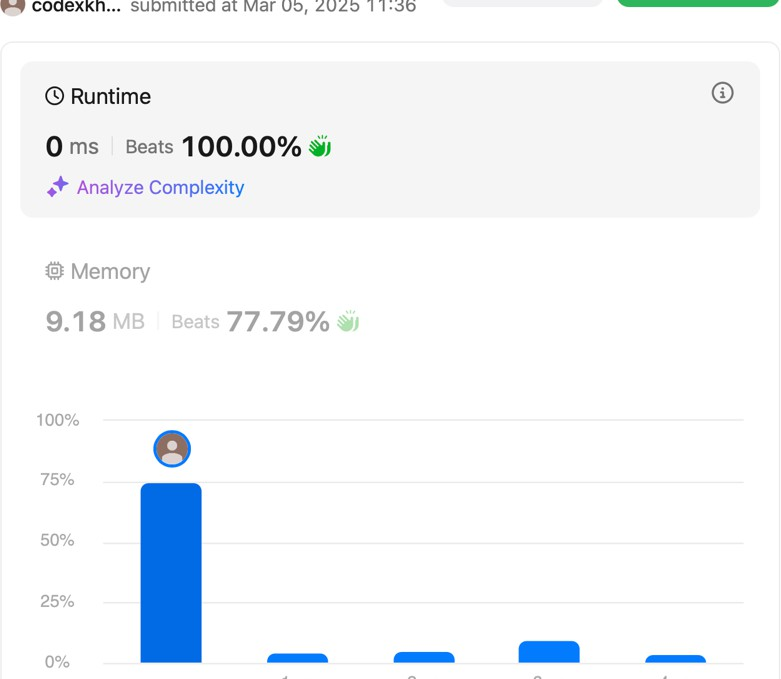 codexkh... submitted at Mar 05, 2025 11:36
Runtime
0 ms Beats 100.00%
Analyze Complexity
Memory
9.18 MB Beats 77.79%
100%
75%
50%
25%
0%